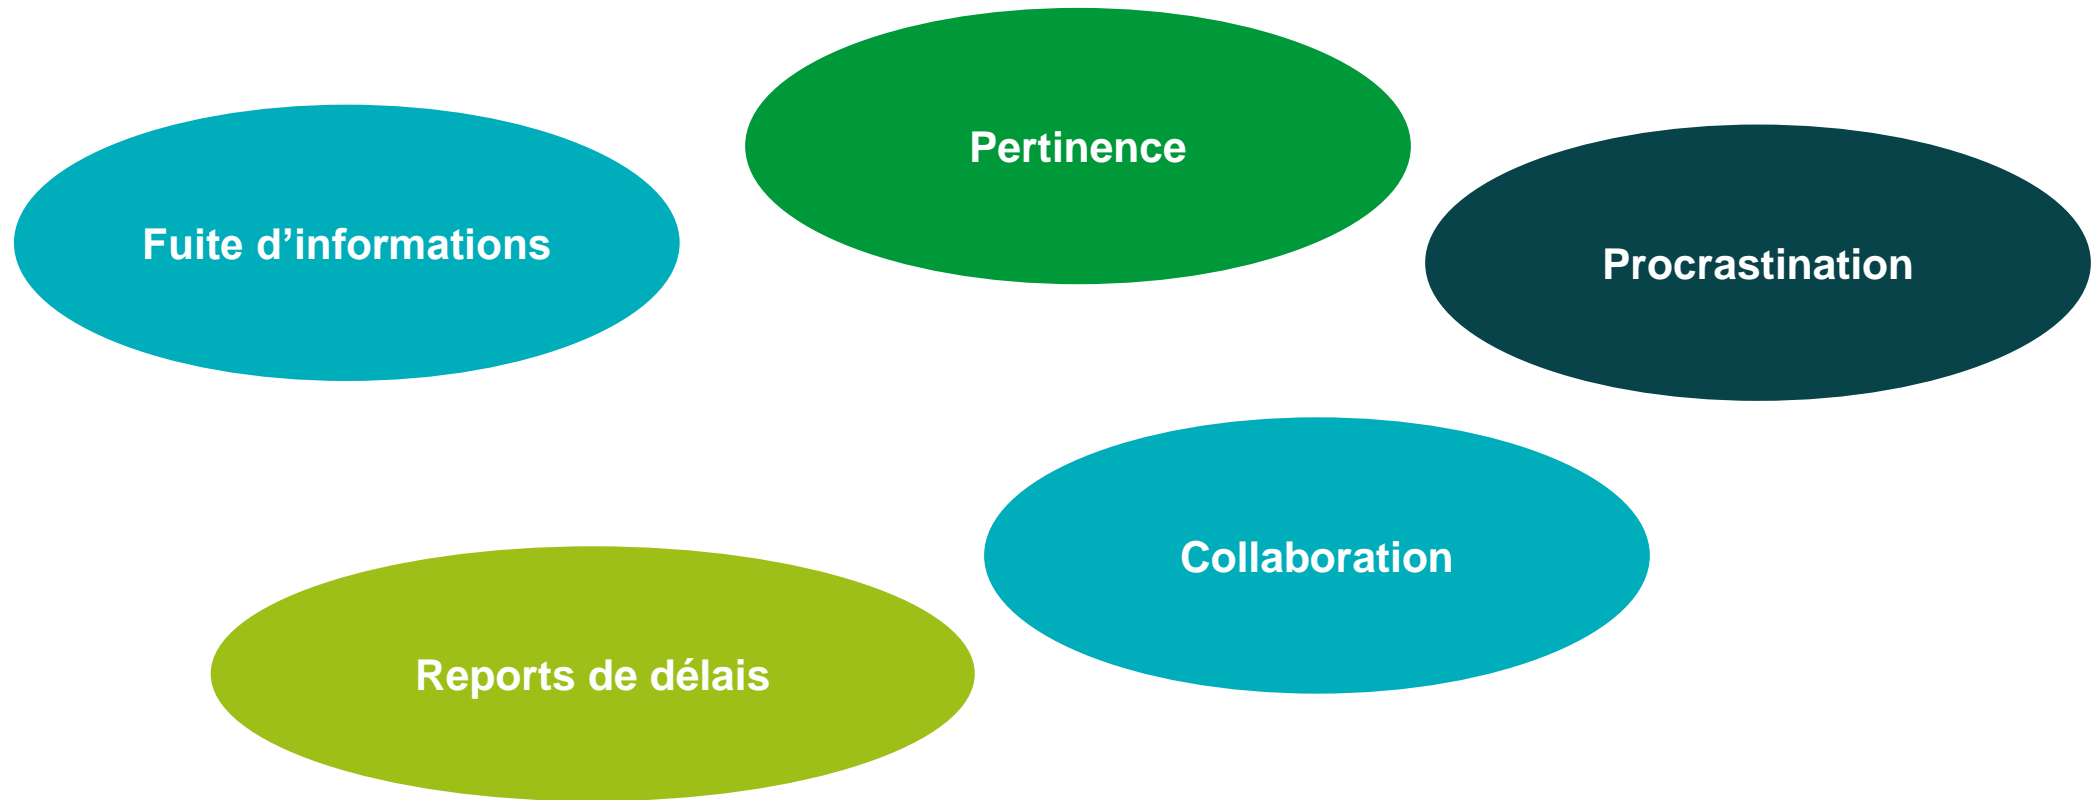 Pertinence
Fuite d’informations
Procrastination
Collaboration
Reports de délais